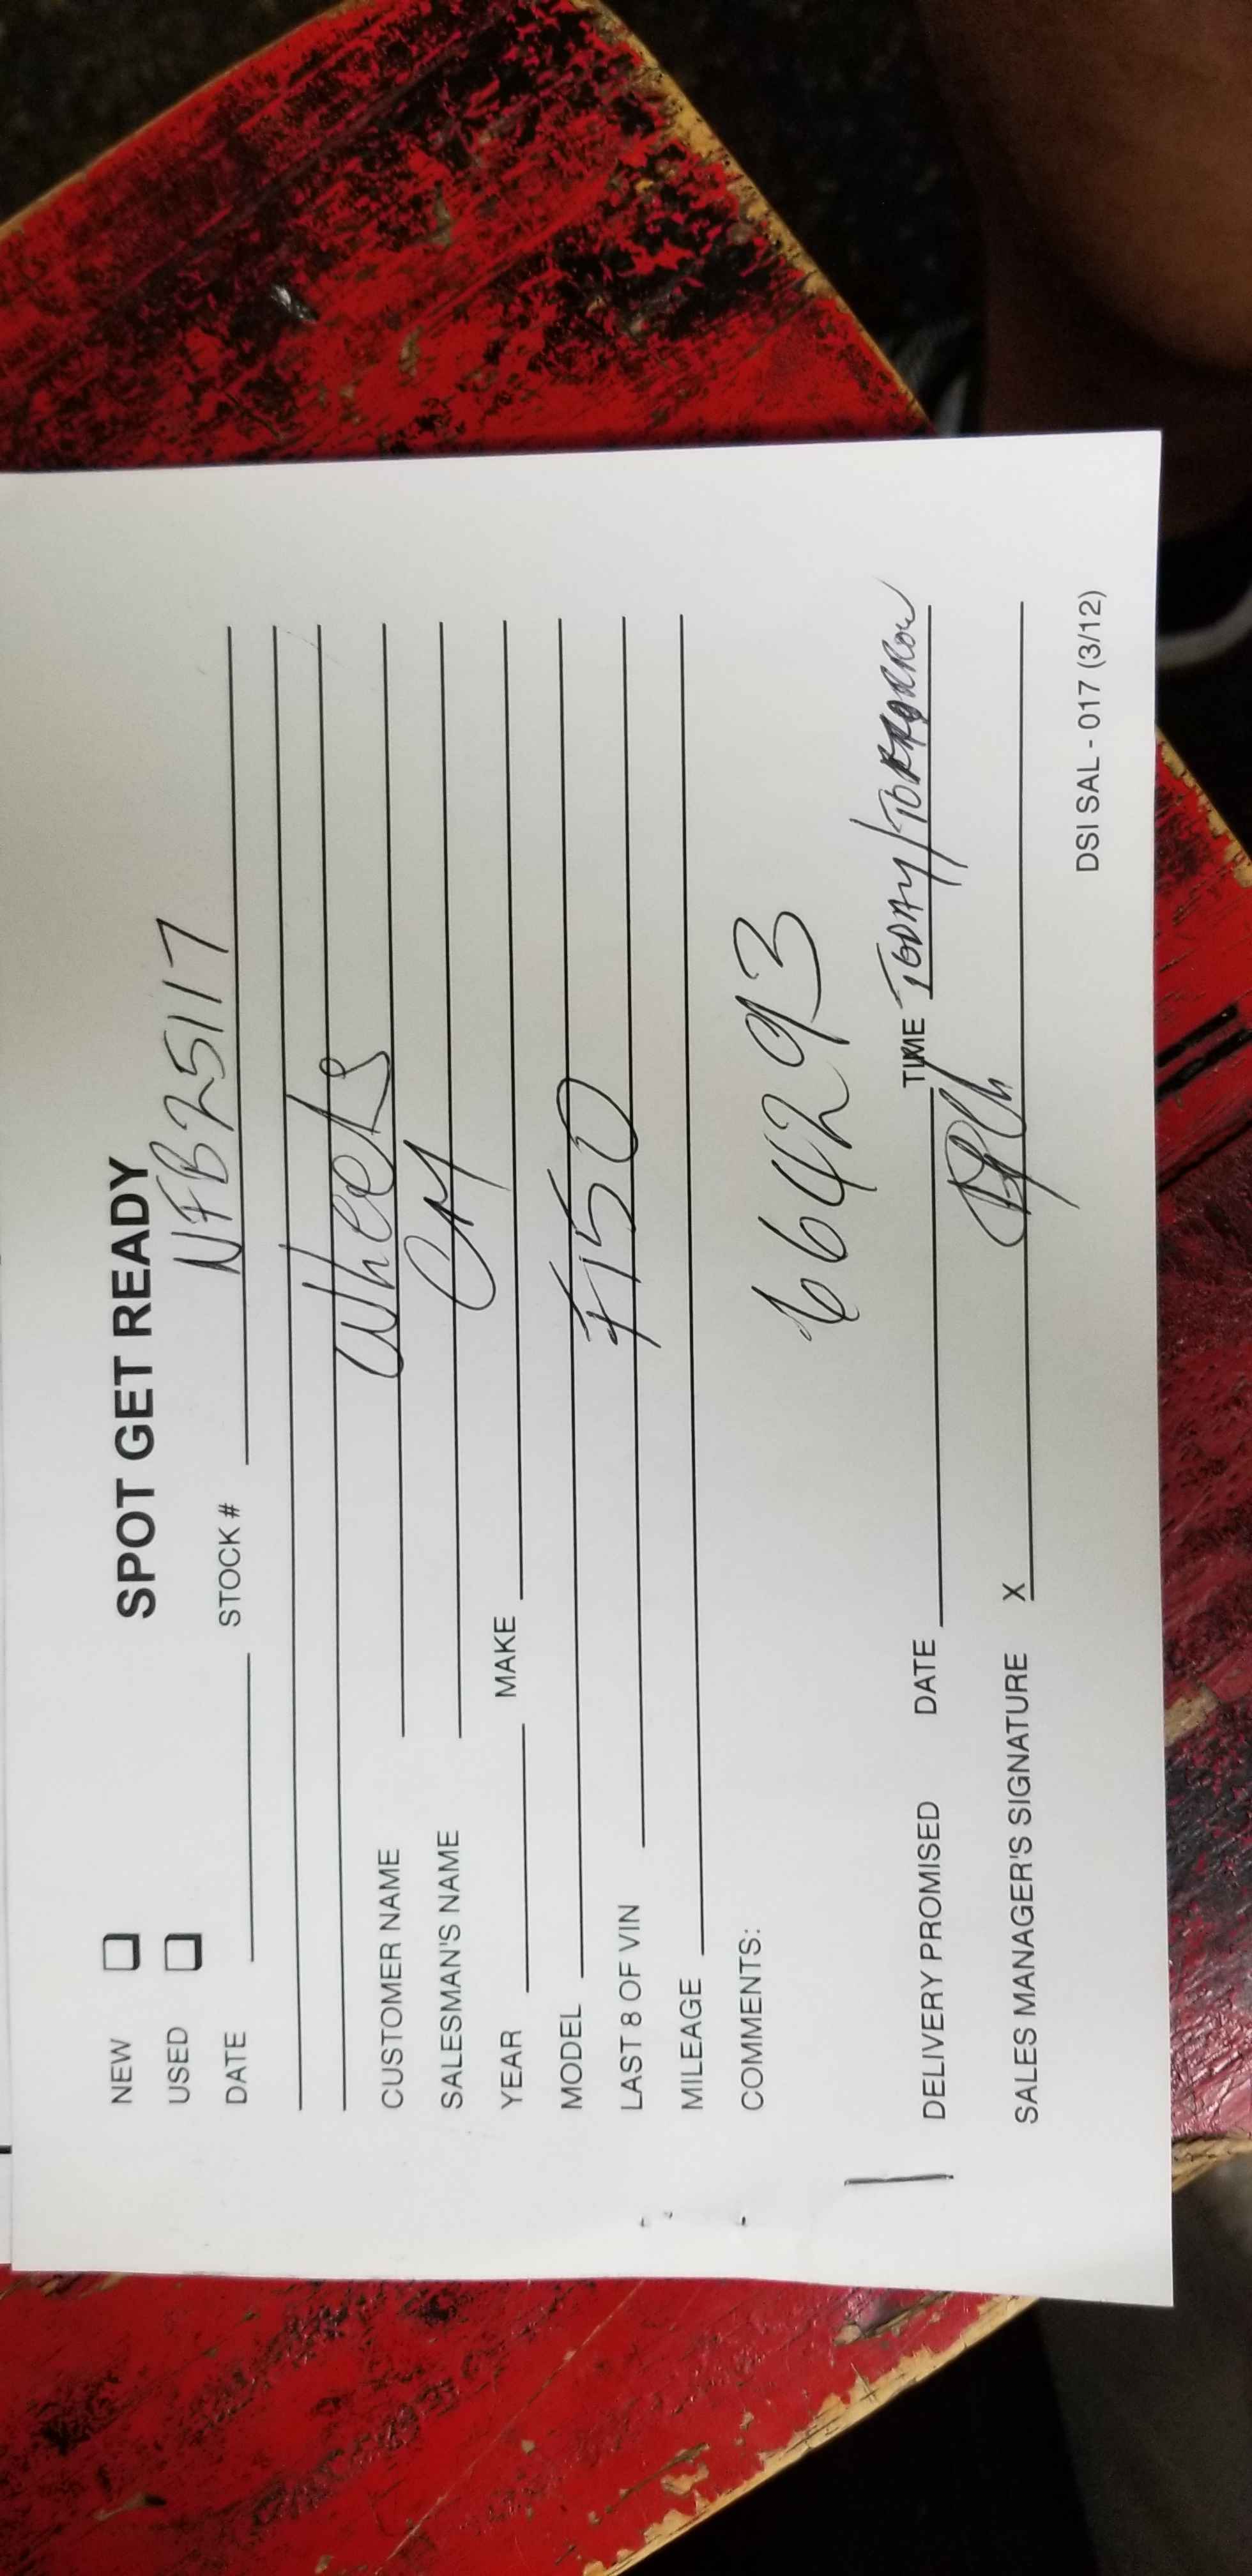 SPOT GET READY
NEW
USED
DATE STOCK # NFB25117
Wheels
CUSTOMER NAME
SALESMAN'S NAME CM
YEAR MAKE
MODEL
LAST 8 OF VIN F150
MILEAGE
COMMENTS:
664293
DELIVERY PROMISED DATE TIME TODAY/TOMORROW
SALES MANAGER'S SIGNATURE X
DSI SAL - 017 (3/12)